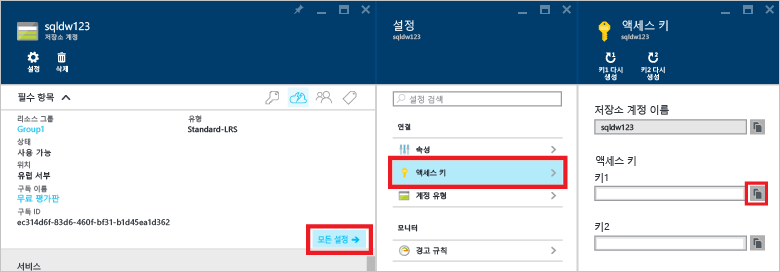 sqldw123
저장소 계정
설정
삭제
필수 항목
리소스 그룹
Group1
유형
Standard-LRS
상태
사용 가능
위치
유럽 서부
구독 이름
무료 평가판
구독 ID
ec314d6f-83d6-460f-bf31-b1d45ea1d362
모든 설정
서비스
설정
sqldw123
설정 검색
연결
속성
액세스 키
계정 유형
모니터
경고 규칙
액세스 키
sqldw123
키1 다시
생성
키2 다시
생성
저장소 계정 이름
sqldw123
액세스 키
키1
키2